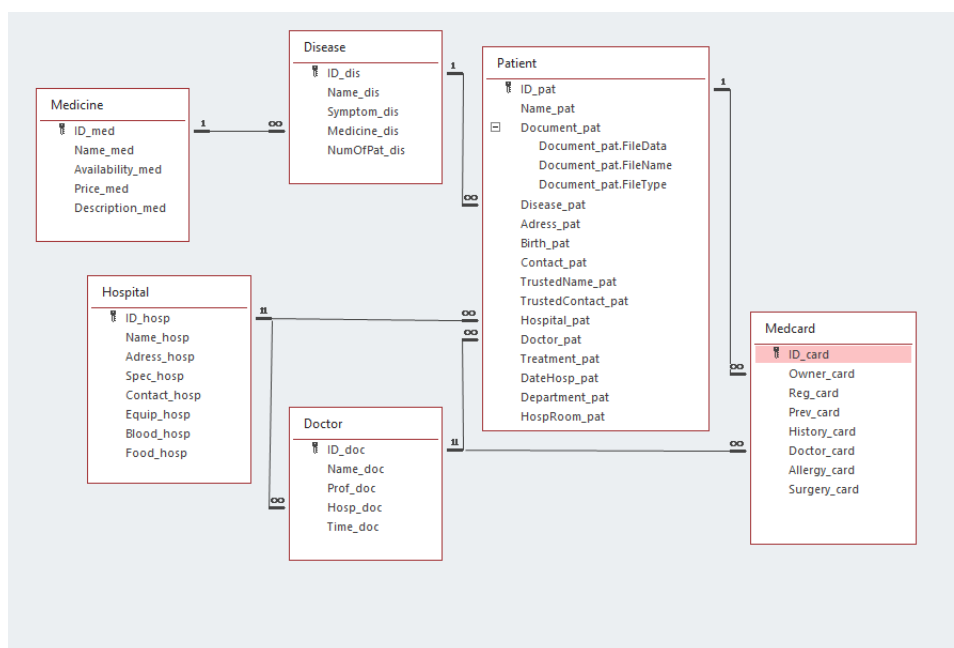 Medicine
ID_med
Name_med
Availability_med
Price_med
Description_med
1
∞
Disease
ID_dis
Name_dis
Symptom_dis
Medicine_dis
NumOfPat_dis
1
∞
Patient
ID_pat
Name_pat
Document_pat
Document_pat.FileData
Document_pat.FileName
Document_pat.FileType
Disease_pat
Adress_pat
Birth_pat
Contact_pat
TrustedName_pat
TrustedContact_pat
Hospital_pat
Doctor_pat
Treatment_pat
DateHosp_pat
Department_pat
HospRoom_pat
1
∞
Hospital
ID_hosp
Name_hosp
Adress_hosp
Spec_hosp
Contact_hosp
Equip_hosp
Blood_hosp
Food_hosp
11
∞
∞
Doctor
ID_doc
Name_doc
Prof_doc
Hosp_doc
Time_doc
11
∞
∞
Medcard
ID_card
Owner_card
Reg_card
Prev_card
History_card
Doctor_card
Allergy_card
Surgery_card